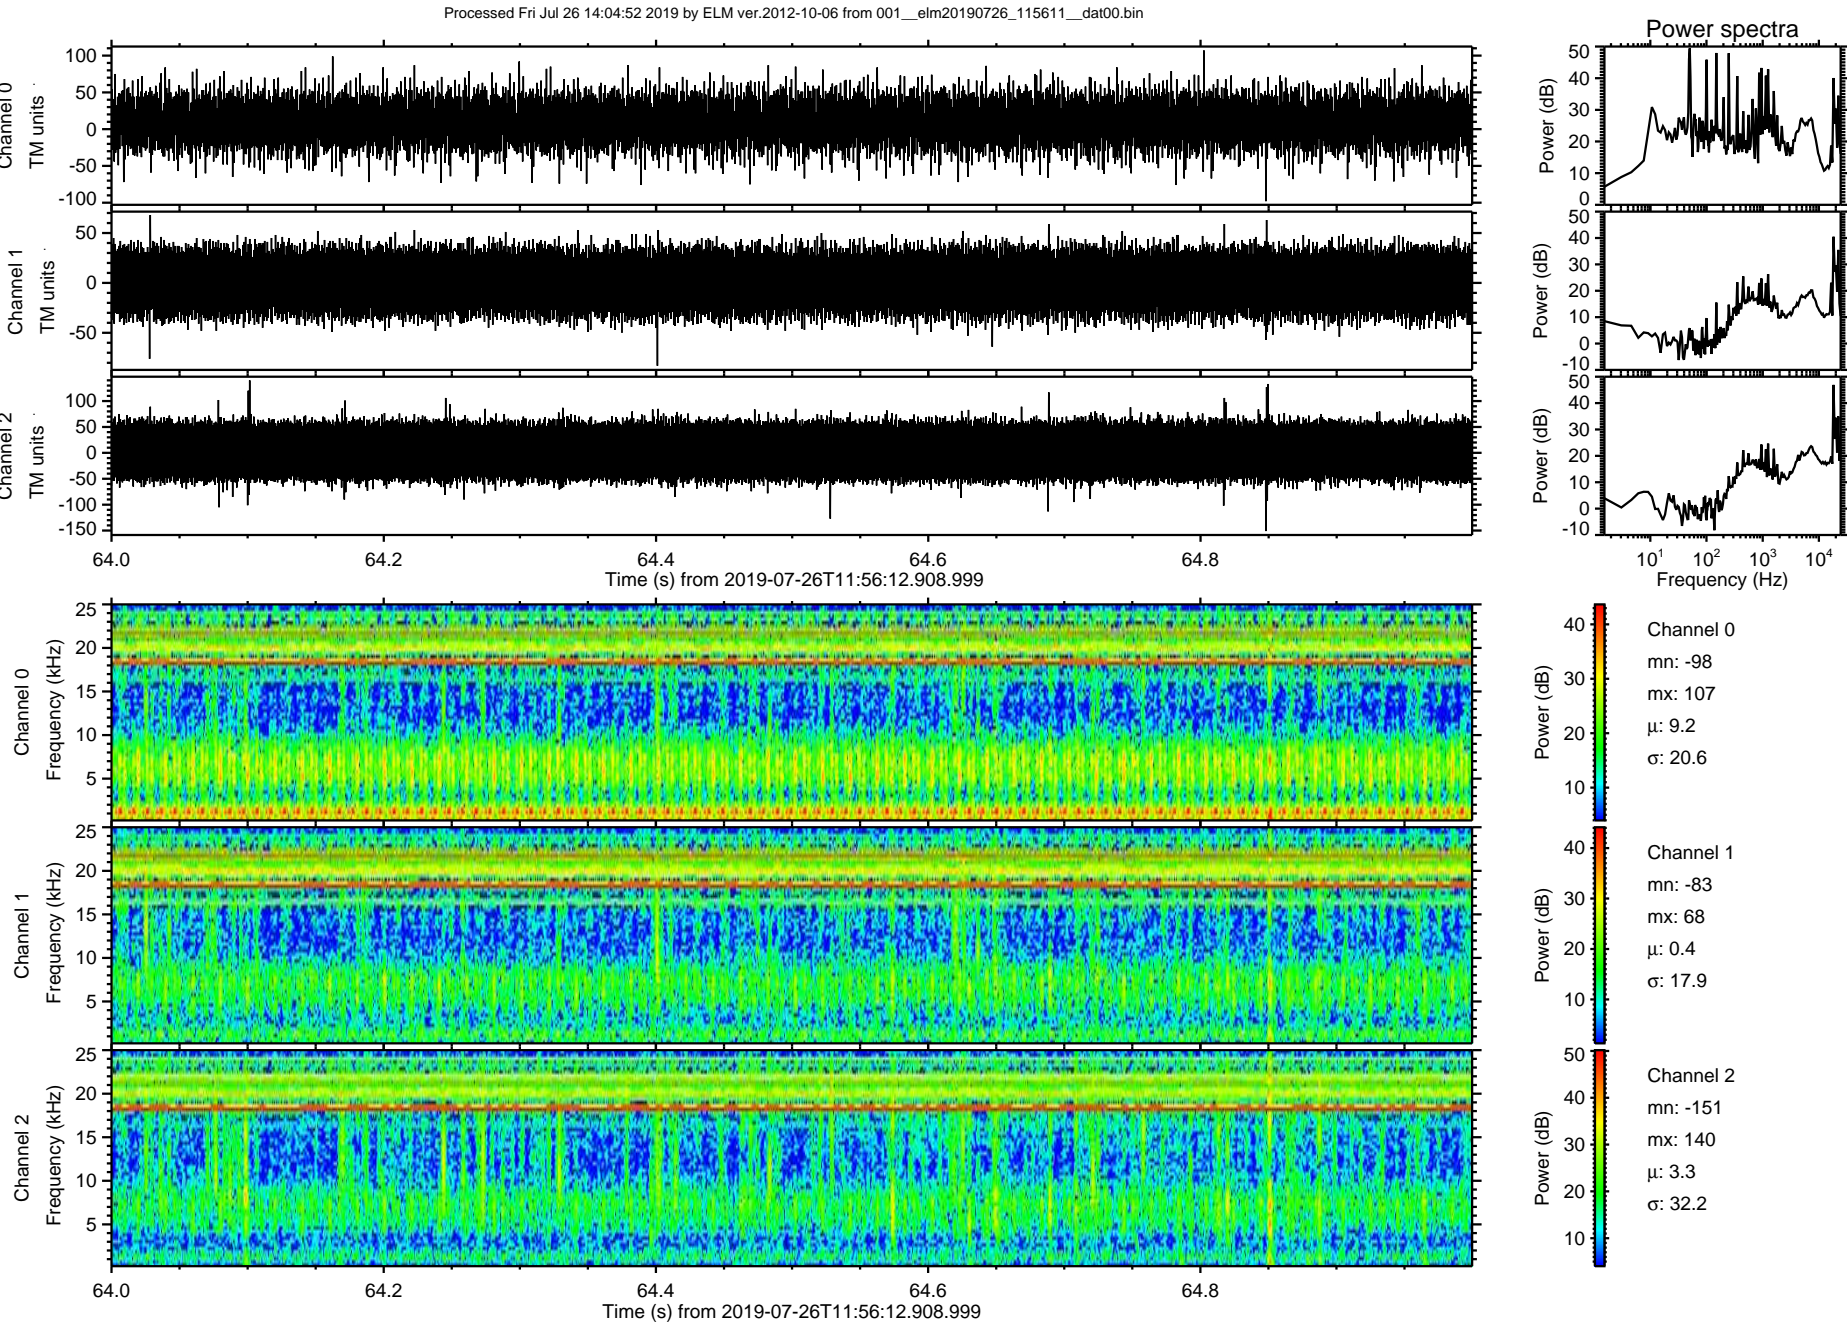 Processed Fri Jul 26 14:04:52 2019 by ELM ver.2012-10-06 from 001__elm20190726_115611__dat00.bin
Power spectra
Channel 0
TM units
100
50
0
-50
-100
Power (dB)
50
40
30
20
10
0
Channel 1
TM units
50
0
-50
Power (dB)
50
40
30
20
10
0
-10
Channel 2
TM units
100
50
0
-50
-100
-150
Power (dB)
50
40
30
20
10
0
-10
64.0 64.2 64.4 64.6 64.8
Time (s) from 2019-07-26T11:56:12.908.999
10¹ 10² 10³ 10⁴
Frequency (Hz)
Channel 0
Frequency (kHz)
25
20
15
10
5
Power (dB)
40
30
20
10
Channel 0
mn: -98
mx: 107
μ: 9.2
σ: 20.6
Channel 1
Frequency (kHz)
25
20
15
10
5
Power (dB)
40
30
20
10
Channel 1
mn: -83
mx: 68
μ: 0.4
σ: 17.9
Channel 2
Frequency (kHz)
25
20
15
10
5
Power (dB)
50
40
30
20
10
Channel 2
mn: -151
mx: 140
μ: 3.3
σ: 32.2
64.0 64.2 64.4 64.6 64.8
Time (s) from 2019-07-26T11:56:12.908.999